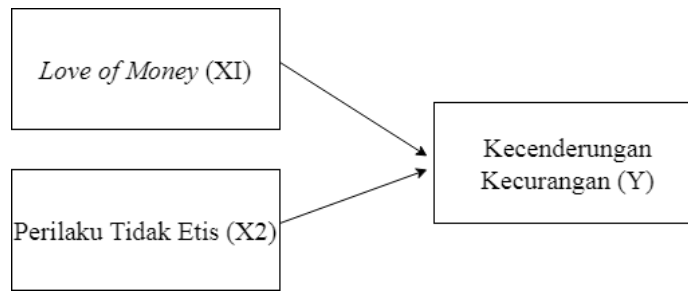 Love of Money (XI)
Kecenderungan
Kecurangan (Y)
Perilaku Tidak Etis (X2)